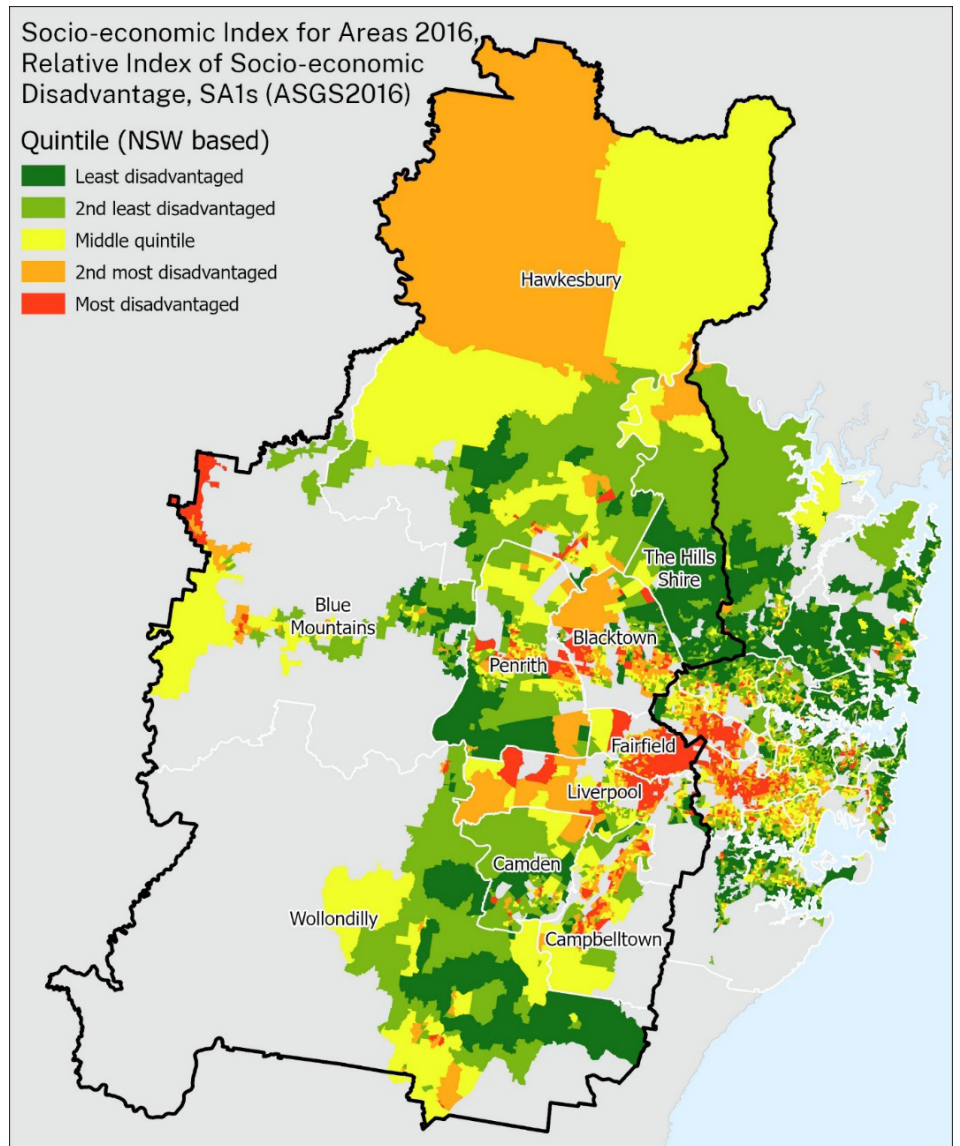 Socio-economic Index for Areas 2016,
Relative Index of Socio-economic
Disadvantage, SA1s (ASGS2016)
Quintile (NSW based)
Least disadvantaged
2nd least disadvantaged
Middle quintile
2nd most disadvantaged
Most disadvantaged
Hawkesbury
The Hills
Shire
Blue
Mountains
Blacktown
Penrith
Fairfield
Liverpool
Camden
Wollondilly
Campbelltown